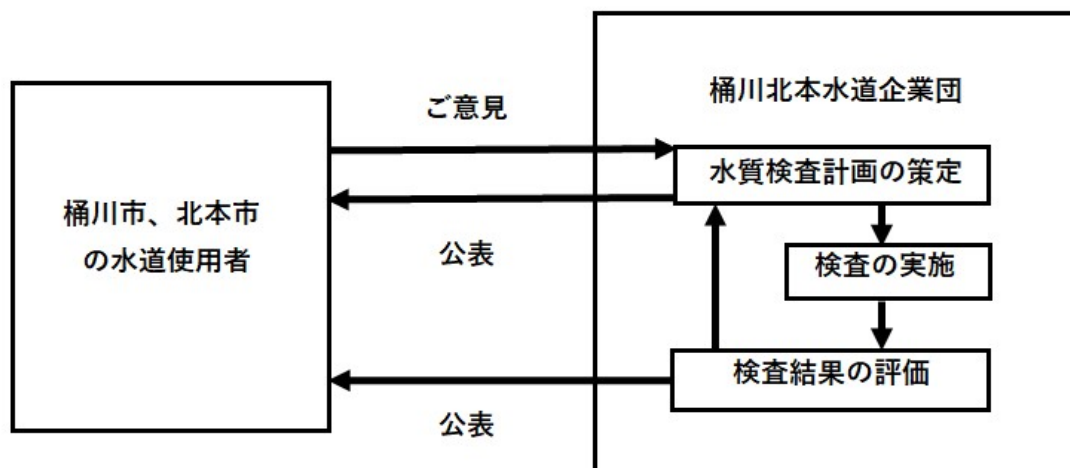 桶川北本水道企業団
ご意見
水質検査計画の策定
桶川市、北本市
の水道使用者
公表
検査の実施
検査結果の評価
公表